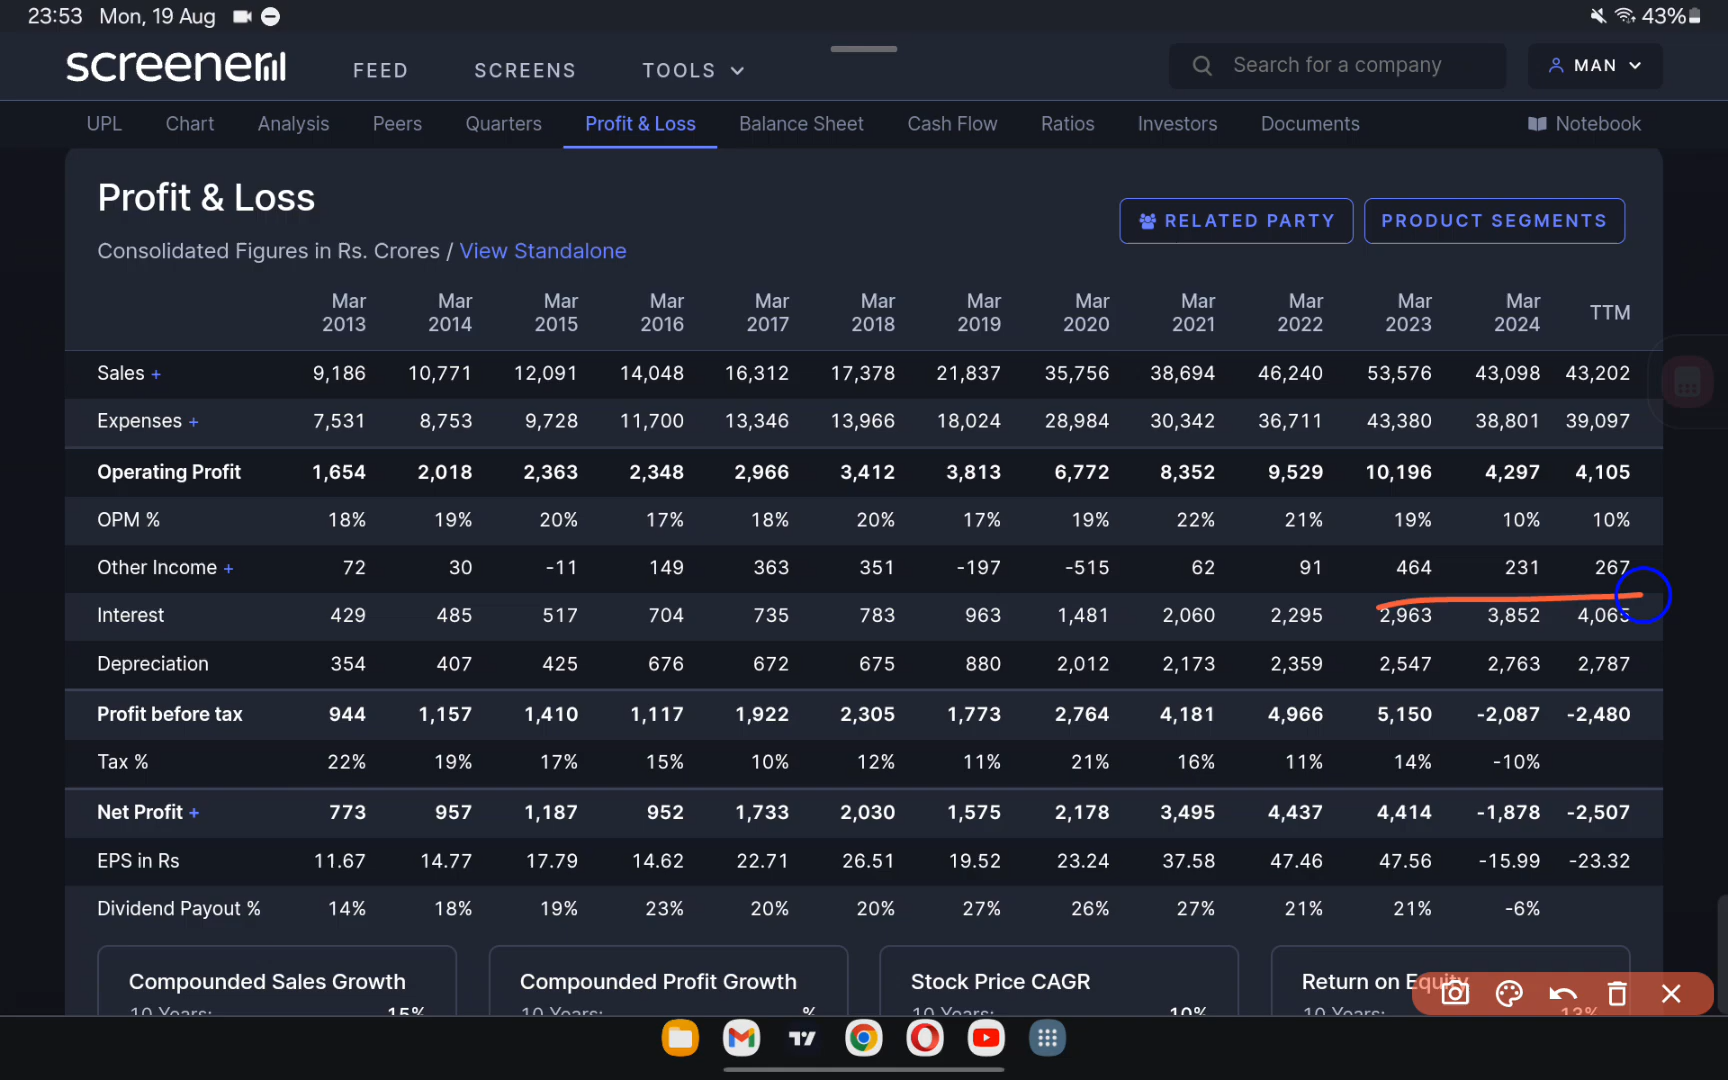 23:53 Mon, 19 Aug 43%
screener FEED SCREENS TOOLS Search for a company MAN
UPL Chart Analysis Peers Quarters Profit & Loss Balance Sheet Cash Flow Ratios Investors Documents Notebook
Profit & Loss
RELATED PARTY PRODUCT SEGMENTS
Consolidated Figures in Rs. Crores / View Standalone
Mar 2013 Mar 2014 Mar 2015 Mar 2016 Mar 2017 Mar 2018 Mar 2019 Mar 2020 Mar 2021 Mar 2022 Mar 2023 Mar 2024 TTM
Sales + 9,186 10,771 12,091 14,048 16,312 17,378 21,837 35,756 38,694 46,240 53,576 43,098 43,202
Expenses + 7,531 8,753 9,728 11,700 13,346 13,966 18,024 28,984 30,342 36,711 43,380 38,801 39,097
Operating Profit 1,654 2,018 2,363 2,348 2,966 3,412 3,813 6,772 8,352 9,529 10,196 4,297 4,105
OPM % 18% 19% 20% 17% 18% 20% 17% 19% 22% 21% 19% 10% 10%
Other Income + 72 30 -11 149 363 351 -197 -515 62 91 464 231 267
Interest 429 485 517 704 735 783 963 1,481 2,060 2,295 2,963 3,852 4,065
Depreciation 354 407 425 676 672 675 880 2,012 2,173 2,359 2,547 2,763 2,787
Profit before tax 944 1,157 1,410 1,117 1,922 2,305 1,773 2,764 4,181 4,966 5,150 -2,087 -2,480
Tax % 22% 19% 17% 15% 10% 12% 11% 21% 16% 11% 14% -10%
Net Profit + 773 957 1,187 952 1,733 2,030 1,575 2,178 3,495 4,437 4,414 -1,878 -2,507
EPS in Rs 11.67 14.77 17.79 14.62 22.71 26.51 19.52 23.24 37.58 47.46 47.56 -15.99 -23.32
Dividend Payout % 14% 18% 19% 23% 20% 20% 27% 26% 27% 21% 21% -6%
Compounded Sales Growth Compounded Profit Growth Stock Price CAGR Return on Equity
10 Years: 15% 10 Years: % 10 Years: 10% 10 Years: 13%